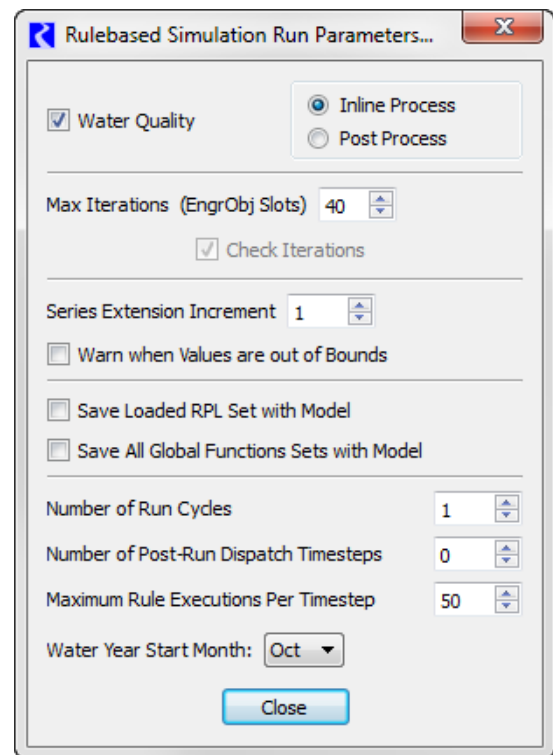 Rulebased Simulation Run Parameters...
Water Quality
Inline Process
Post Process
Max Iterations (EngrObj Slots) 40
Check Iterations
Series Extension Increment 1
Warn when Values are out of Bounds
Save Loaded RPL Set with Model
Save All Global Functions Sets with Model
Number of Run Cycles 1
Number of Post-Run Dispatch Timesteps 0
Maximum Rule Executions Per Timestep 50
Water Year Start Month: Oct
Close